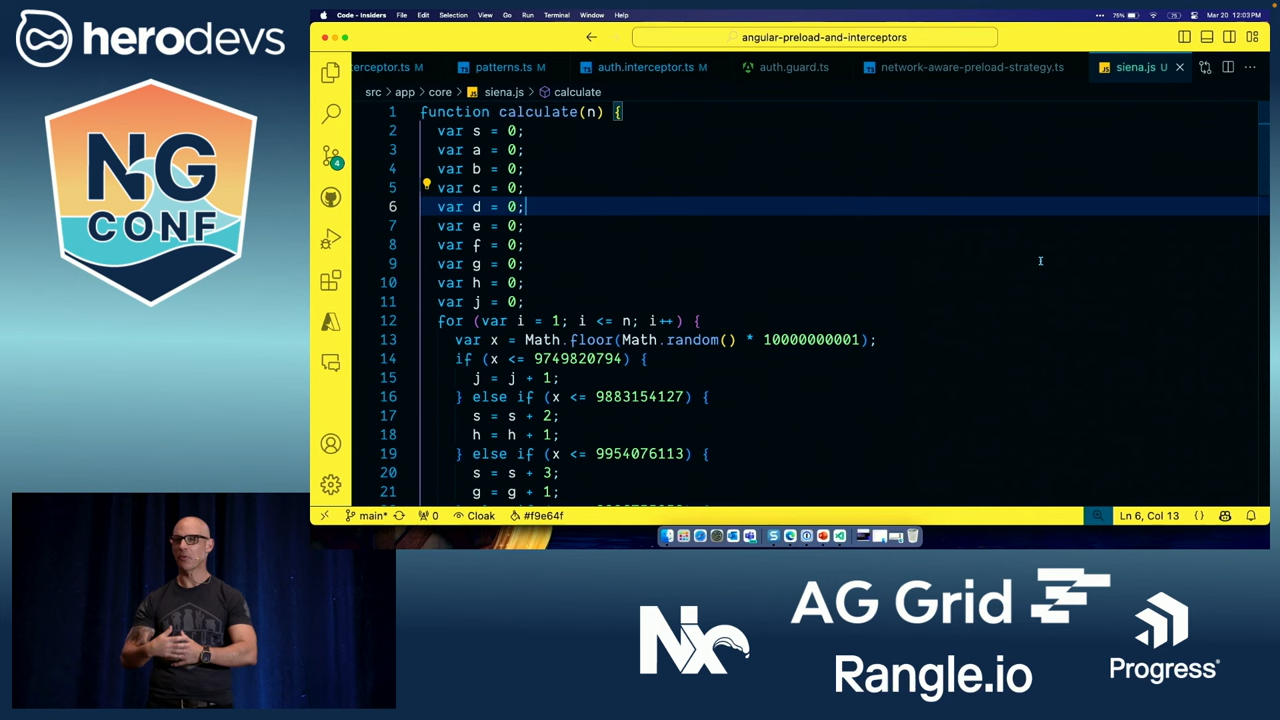 herodevs
NG
CONF
Code - Insiders File Edit Selection View Go Run Terminal Window Help
75% Mar 20 12:03PM
angular-preload-and-interceptors
terceptor.ts M patterns.ts M auth.interceptor.ts M auth.guard.ts M network-aware-preload-strategy.ts siena.js U
src > app > core > siena.js > calculate
1 function calculate(n) {
2 var s = 0;
3 var a = 0;
4 var b = 0;
5 var c = 0;
6 var d = 0;
7 var e = 0;
8 var f = 0;
9 var g = 0;
10 var h = 0;
11 var j = 0;
12 for (var i = 1; i <= n; i++) {
13 var x = Math.floor(Math.random() * 10000000001);
14 if (x <= 9749820794) {
15 j = j + 1;
16 } else if (x <= 9883154127) {
17 s = s + 2;
18 h = h + 1;
19 } else if (x <= 9954076113) {
20 s = s + 3;
21 g = g + 1;
4
main* 0 Cloak #f9e64f Ln 6, Col 13 {}
Nx
AG Grid
Rangle.io
Progress